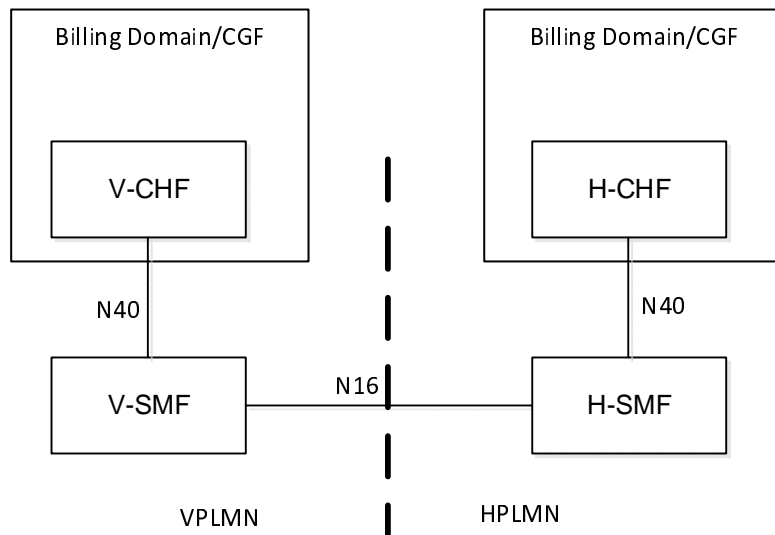 Billing Domain/CGF
Billing Domain/CGF
V-CHF
H-CHF
N40
N40
V-SMF
N16
H-SMF
VPLMN
HPLMN